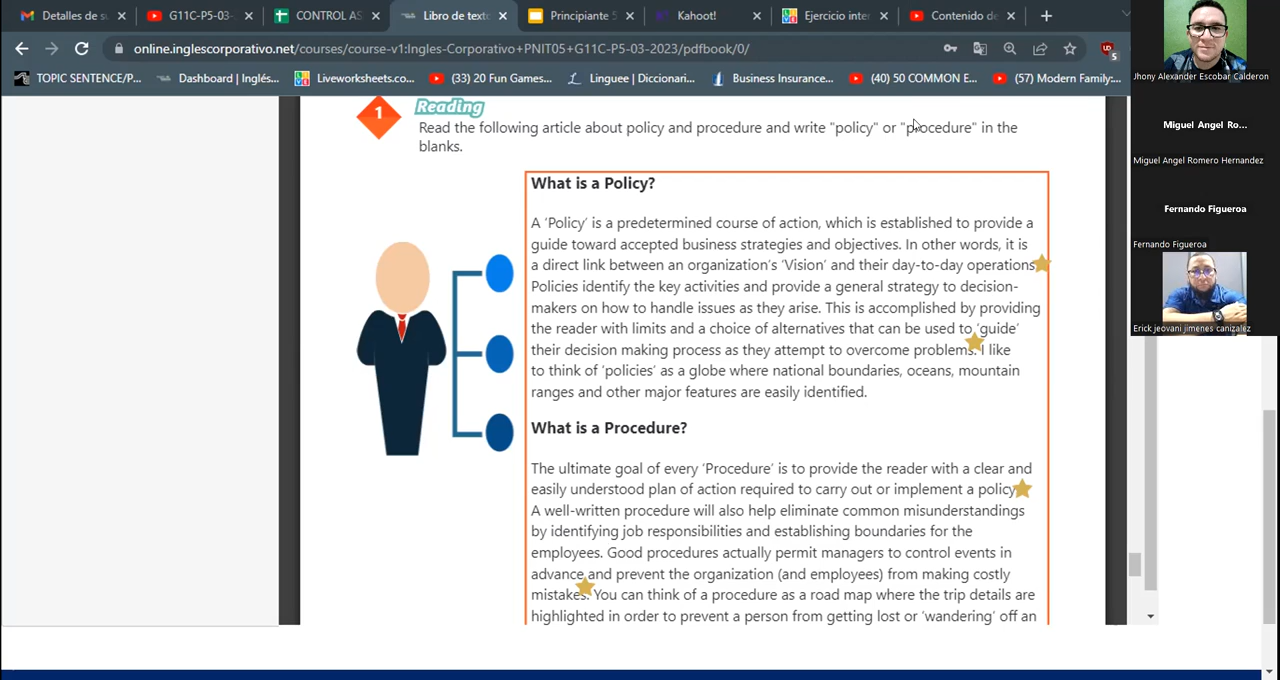 Detalles de su
G11C-P5-03-
CONTROL AS
Libro de texto
Principiante 5
Kahoot!
Ejercicio inter
Contenido de
online.inglescorporativo.net/courses/course-v1:Ingles-Corporativo+PNIT05+G11C-P5-03-2023/pdfbook/0/
TOPIC SENTENCE/P...
Dashboard | Inglés...
Liveworksheets.co...
(33) 20 Fun Games...
Linguee | Diccionari...
Business Insurance...
(40) 50 COMMON E...
(57) Modern Family:...
5
Jhony Alexander Escobar Calderon
Miguel Angel Ro...
Miguel Angel Romero Hernandez
Fernando Figueroa
Fernando Figueroa
Erick jeovani jimenes canizalez
1
Reading
Read the following article about policy and procedure and write "policy" or "procedure" in the
blanks.
What is a Policy?
A ‘Policy’ is a predetermined course of action, which is established to provide a
guide toward accepted business strategies and objectives. In other words, it is
a direct link between an organization’s ‘Vision’ and their day-to-day operations.
Policies identify the key activities and provide a general strategy to decision-
makers on how to handle issues as they arise. This is accomplished by providing
the reader with limits and a choice of alternatives that can be used to ‘guide’
their decision making process as they attempt to overcome problems. I like
to think of ‘policies’ as a globe where national boundaries, oceans, mountain
ranges and other major features are easily identified.
What is a Procedure?
The ultimate goal of every ‘Procedure’ is to provide the reader with a clear and
easily understood plan of action required to carry out or implement a policy.
A well-written procedure will also help eliminate common misunderstandings
by identifying job responsibilities and establishing boundaries for the
employees. Good procedures actually permit managers to control events in
advance and prevent the organization (and employees) from making costly
mistakes. You can think of a procedure as a road map where the trip details are
highlighted in order to prevent a person from getting lost or ‘wandering’ off an